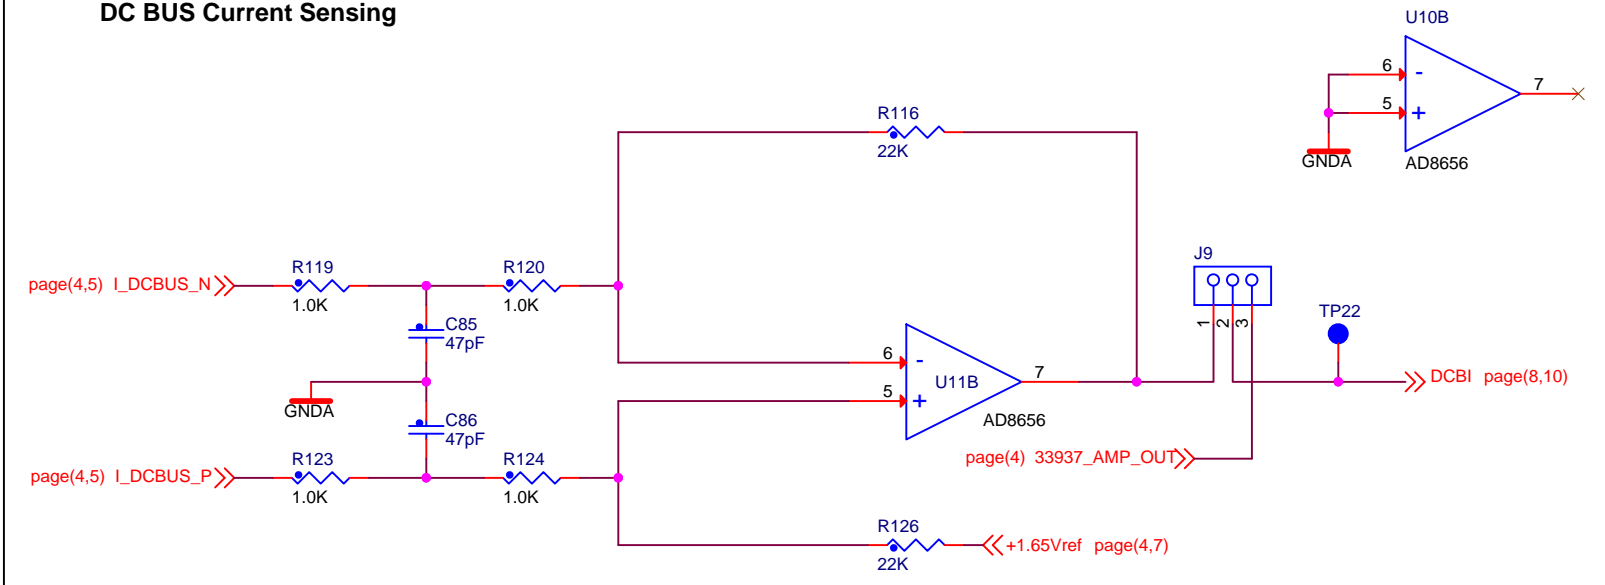 DC BUS Current Sensing
U10B
6
-
7
5
+
GNDA
AD8656
R116
22K
J9
R119
R120
page(4,5) I_DCBUS_N
1.0K
1.0K
1
2
3
TP22
C85
47pF
6
-
U11B
7
DCBI page(8,10)
5
+
GNDA
C86
47pF
AD8656
R123
R124
page(4) 33937_AMP_OUT
page(4,5) I_DCBUS_P
1.0K
1.0K
R126
+1.65Vref page(4,7)
22K